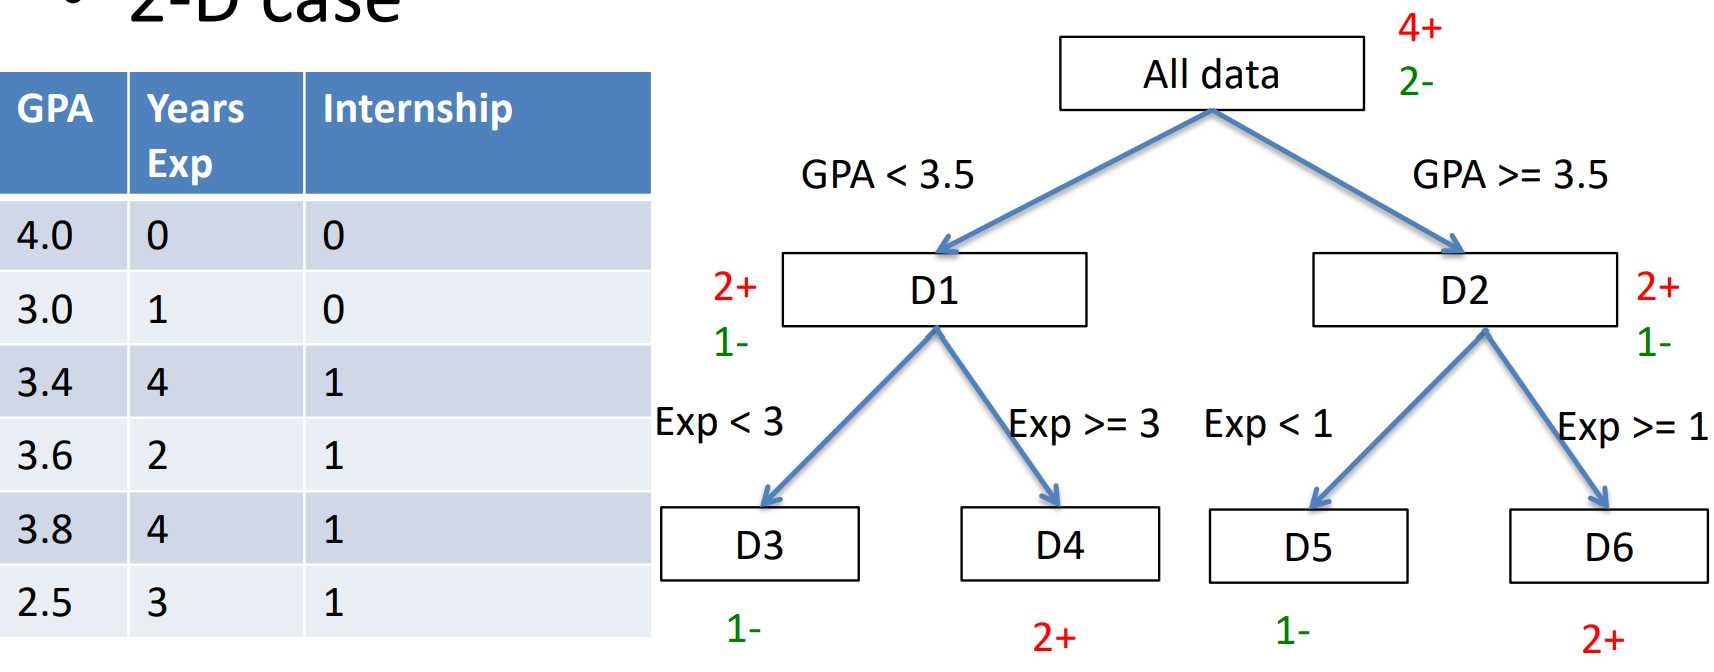 • 2-D case
GPA Years Exp Internship
4.0 0 0
3.0 1 0
3.4 4 1
3.6 2 1
3.8 4 1
2.5 3 1
All data
4+
2-
GPA < 3.5
GPA >= 3.5
2+
1-
D1
D2
2+
1-
Exp < 3
Exp >= 3
Exp < 1
Exp >= 1
D3
D4
D5
D6
1-
2+
1-
2+